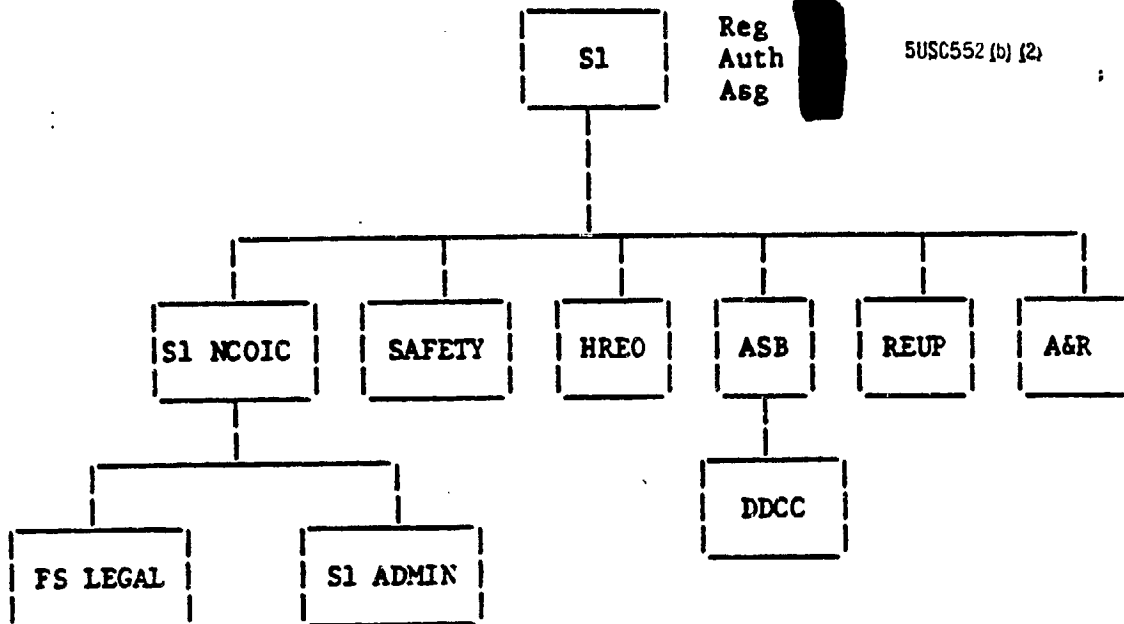 S1
Reg
Auth
Asg
5USC552 (b) (2)
S1 NCOIC
SAFETY
HREO
ASB
REUP
A&R
DDCC
FS LEGAL
S1 ADMIN